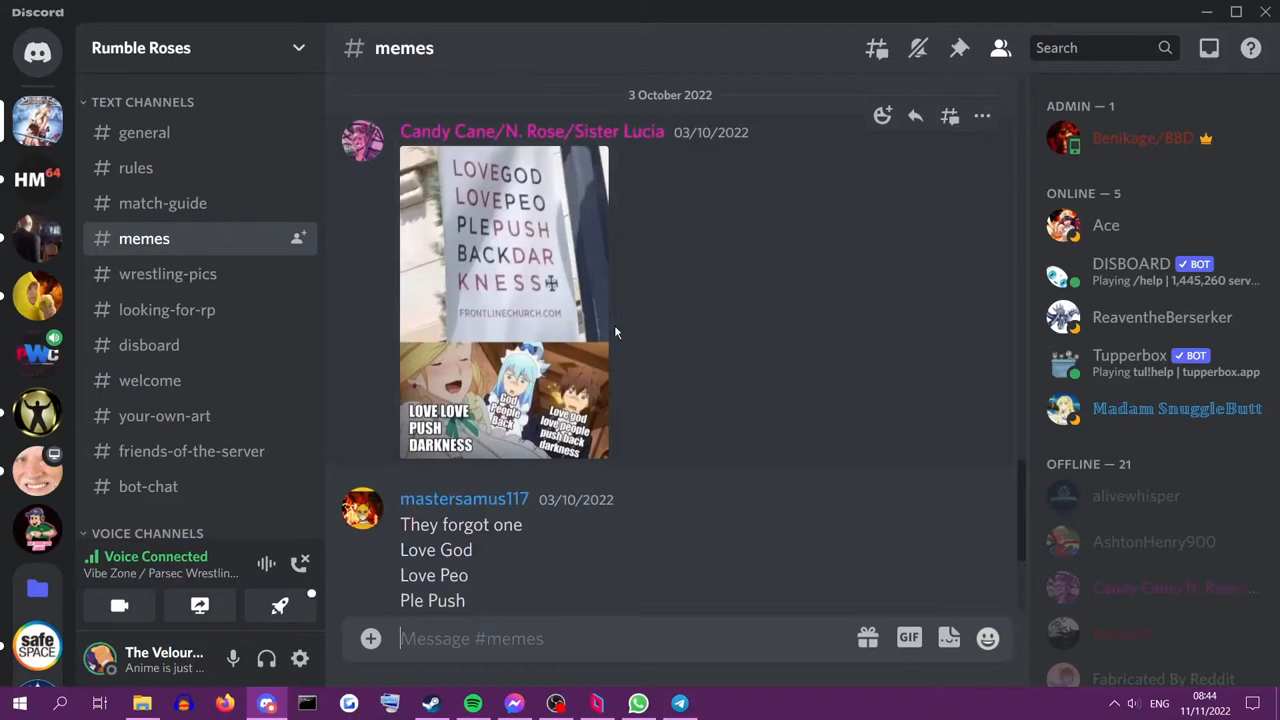 Discord
Rumble Roses
TEXT CHANNELS
general
rules
match-guide
memes
wrestling-pics
looking-for-rp
disboard
welcome
your-own-art
friends-of-the-server
bot-chat
VOICE CHANNELS
Voice Connected
Vibe Zone / Parsec Wrestlin...
The Velour...
Anime is just ...
HM64
PWC
safe
SPACE
# memes
Search
3 October 2022
Candy Cane/N. Rose/Sister Lucia 03/10/2022
LOVEGOD
LOVEPEO
PLEPUSH
BACKDAR
KNESS
FRONTLINECHURCH.COM
LOVE LOVE
PUSH
DARKNESS
God
People
Back
Love god
love people
push back
darkness
mastersamus117 03/10/2022
They forgot one
Love God
Love Peo
Ple Push
Message #memes
GIF
ADMIN — 1
Benikage/BBD
ONLINE — 5
Ace
DISBOARD ✓ BOT
Playing /help | 1,445,260 serv...
ReaventheBerserker
Tupperbox ✓ BOT
Playing tul!help | tupperbox.app
Madam SnuggleButt
OFFLINE — 21
alivewhisper
AshtonHenry900
Candy Cane/N. Rose/ ...
Fabricated By Reddit
ENG
08:44
11/11/2022